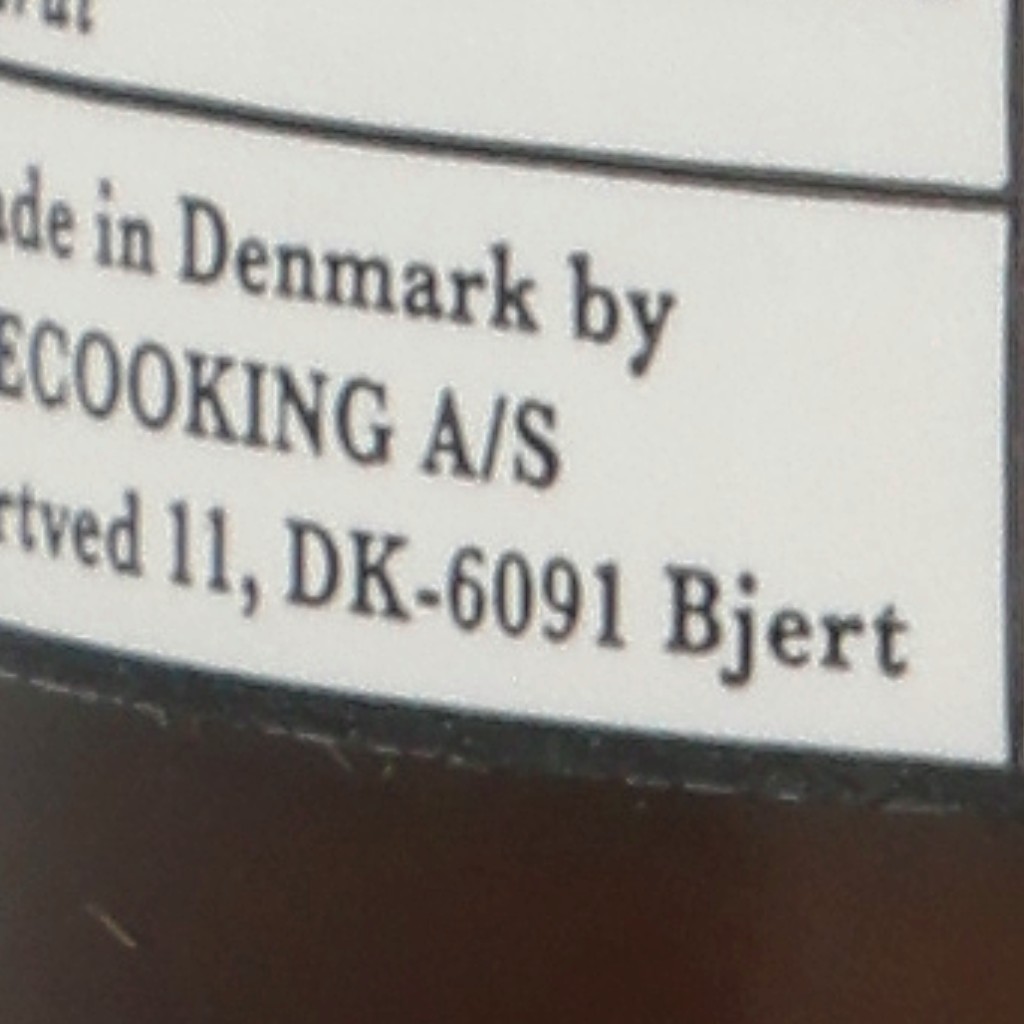 in Denmark by
ECOOKING A/S
11, DK-6091 Bjert